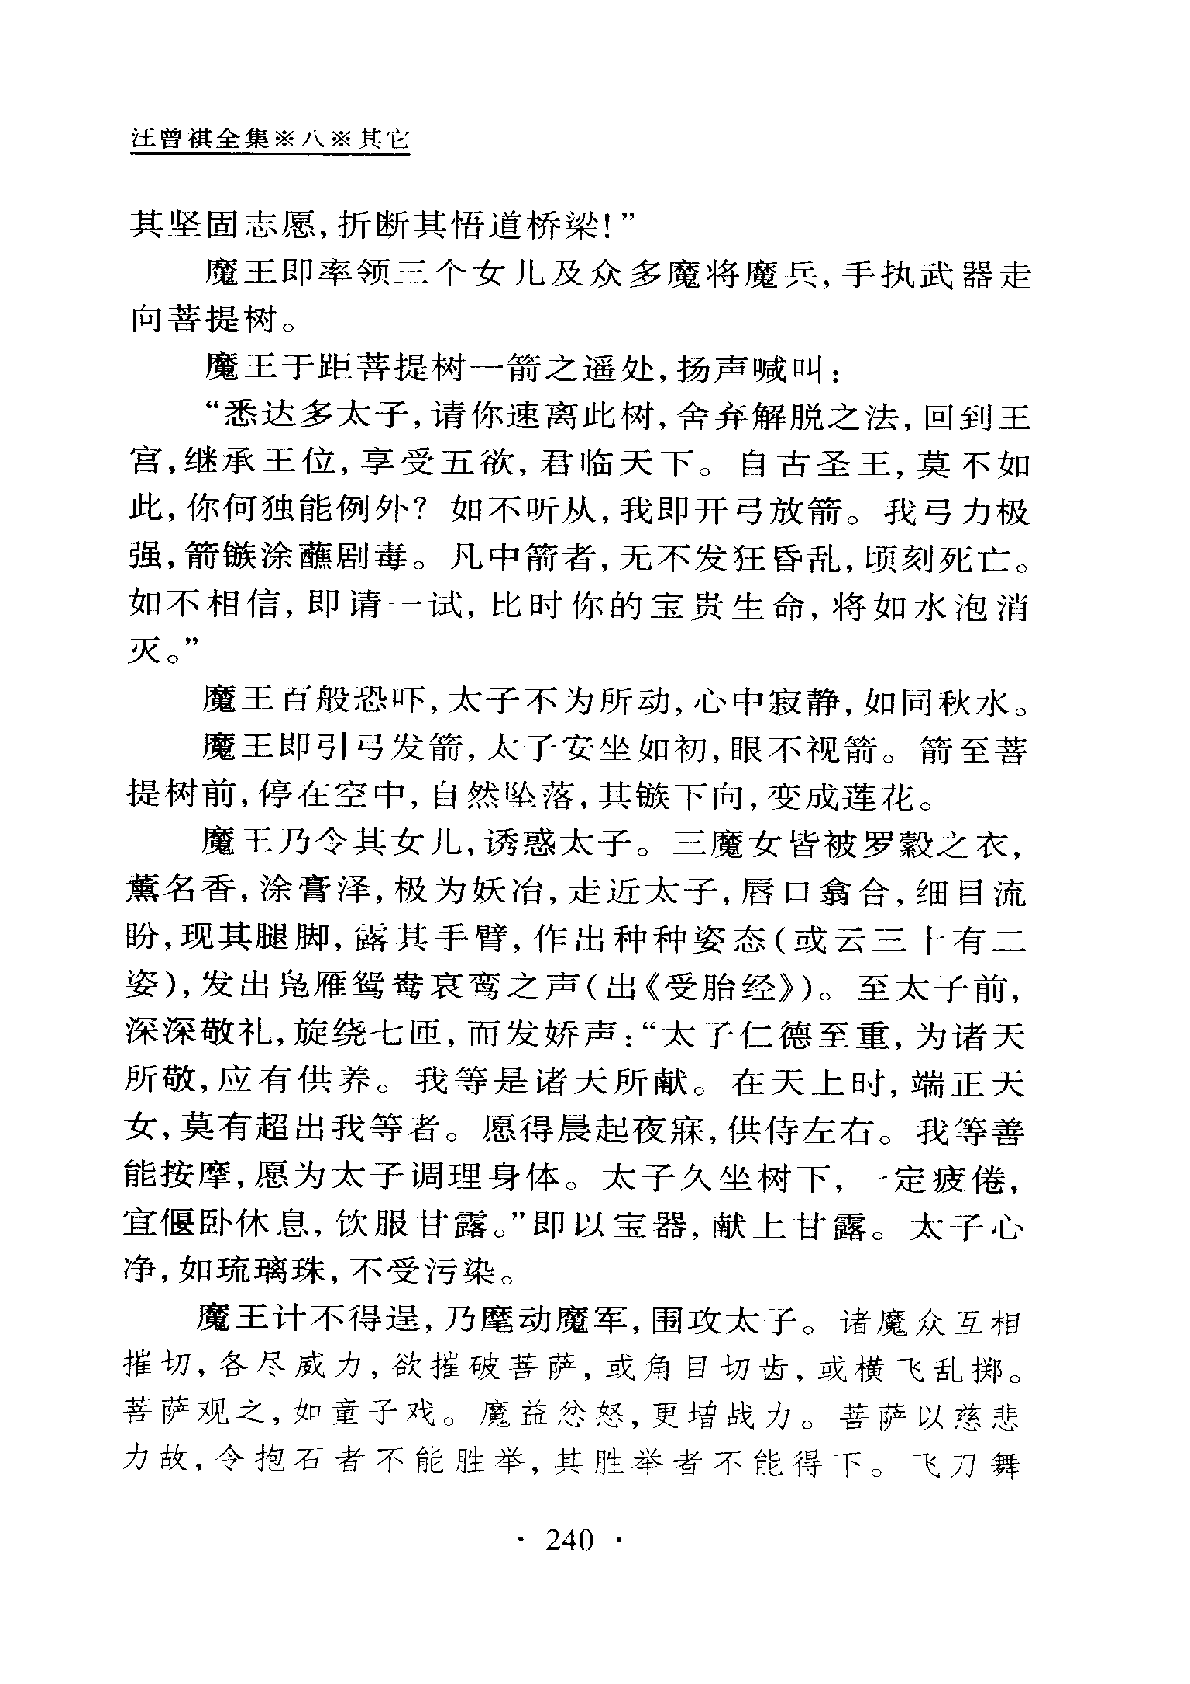 汪曾祺全集※八※其它
其坚固志愿,折断其悟道桥梁!”
魔王即率领三个女儿及众多魔将魔兵,手执武器走
向菩提树。
魔王于距菩提树一箭之遥处,扬声喊叫:
“悉达多太子,请你速离此树,舍弃解脱之法,回到王
宫,继承王位,享受五欲,君临天下。自古圣王,莫不如
此,你何独能例外?如不听从,我即开弓放箭。我弓力极
强,箭镞涂蘸剧毒。凡中箭者,无不发狂昏乱,顷刻死亡。
如不相信,即请一试,比时你的宝贵生命,将如水泡消
灭。”
魔王百般恐吓,太子不为所动,心中寂静,如同秋水。
魔王即引弓发箭,太子安坐如初,眼不视箭。箭至菩
提树前,停在空中,自然坠落,其镞下向,变成莲花。
魔王乃令其女儿,诱惑太子。三魔女皆被罗縠之衣,
薰名香,涂膏泽,极为妖冶,走近太子,唇口翕合,细目流
盼,现其腿脚,露其手臂,作出种种姿态(或云三十有二
姿),发出凫雁鸳鸯哀鸾之声(出《受胎经》)。至太子前,
深深敬礼,旋绕七匝,而发娇声:“太子仁德至重,为诸天
所敬,应有供养。我等是诸天所献。在天上时,端正天
女,莫有超出我等者。愿得晨起夜寐,供侍左右。我等善
能按摩,愿为太子调理身体。太子久坐树下,一定疲倦,
宜偃卧休息,饮服甘露。”即以宝器,献上甘露。太子心
净,如琉璃珠,不受污染。
魔王计不得逞,乃麾动魔军,围攻太子。诸魔众互相
摧切,各尽威力,欲摧破菩萨,或角目切齿,或横飞乱掷。
菩萨观之,如童子戏。魔益忿怒,更增战力。菩萨以慈悲
力故,令抱石者不能胜举,其胜举者不能得下。飞刀舞
· 240 ·